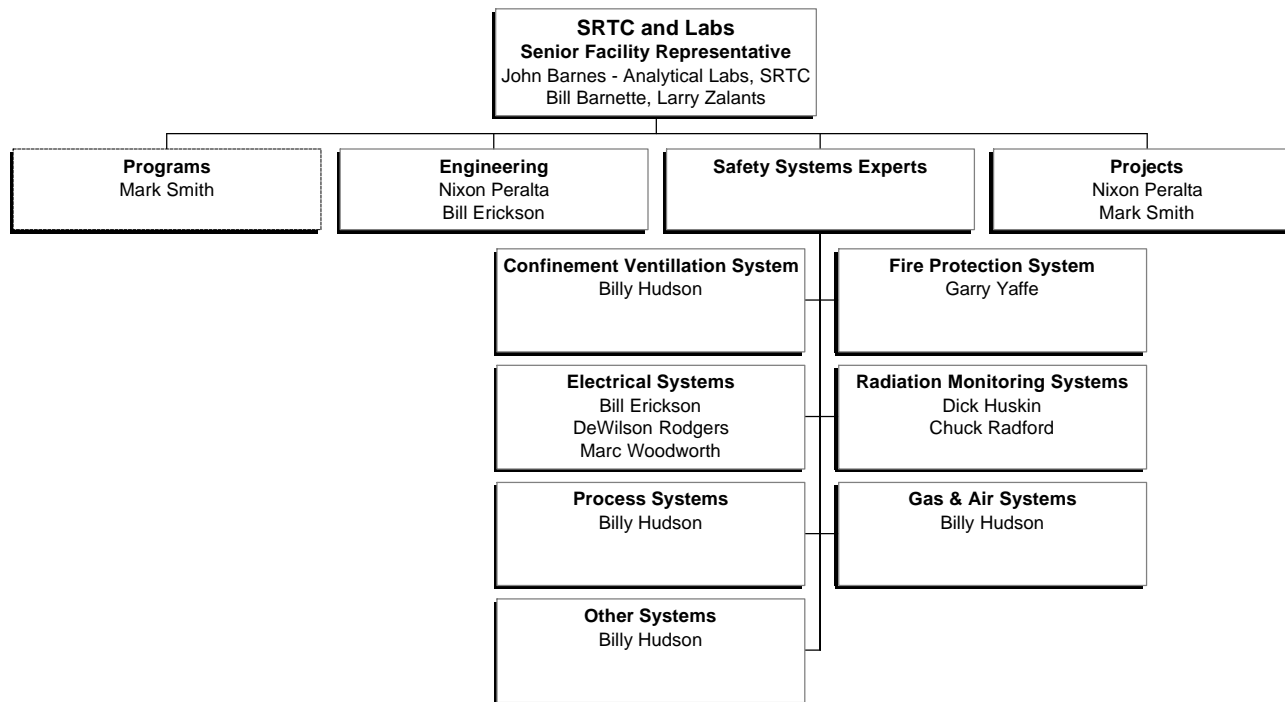 SRTC and Labs
Senior Facility Representative
John Barnes - Analytical Labs, SRTC
Bill Barnette, Larry Zalants
Programs
Mark Smith
Engineering
Nixon Peralta
Bill Erickson
Safety Systems Experts
Projects
Nixon Peralta
Mark Smith
Confinement Ventillation System
Billy Hudson
Fire Protection System
Garry Yaffe
Electrical Systems
Bill Erickson
DeWilson Rodgers
Marc Woodworth
Radiation Monitoring Systems
Dick Huskin
Chuck Radford
Process Systems
Billy Hudson
Gas & Air Systems
Billy Hudson
Other Systems
Billy Hudson